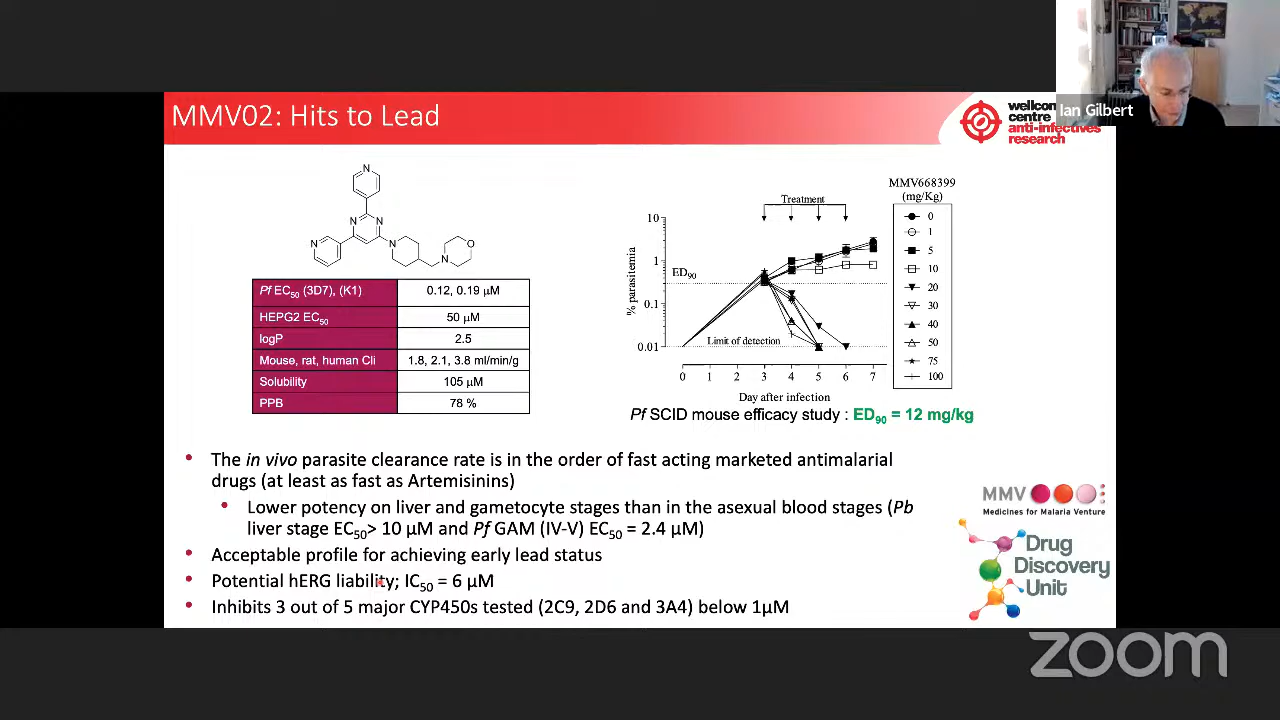 MMV02: Hits to Lead
wellcom
centre
anti-infectives
research
Ian Gilbert
N
N
N
N
N
N
O
Pf EC50 (3D7), (K1) 0.12, 0.19 µM
HEPG2 EC50 50 µM
logP 2.5
Mouse, rat, human Cli 1.8, 2.1, 3.8 ml/min/g
Solubility 105 µM
PPB 78 %
Treatment
% parasitemia
10
1
0.1
0.01
ED90
Limit of detection
0 1 2 3 4 5 6 7
Day after infection
MMV668399
(mg/Kg)
0
1
5
10
20
30
40
50
75
100
Pf SCID mouse efficacy study : ED90 = 12 mg/kg
• The in vivo parasite clearance rate is in the order of fast acting marketed antimalarial
drugs (at least as fast as Artemisinins)
• Lower potency on liver and gametocyte stages than in the asexual blood stages (Pb
liver stage EC50> 10 µM and Pf GAM (IV-V) EC50 = 2.4 µM)
• Acceptable profile for achieving early lead status
• Potential hERG liability; IC50 = 6 µM
• Inhibits 3 out of 5 major CYP450s tested (2C9, 2D6 and 3A4) below 1µM
MMV
Medicines for Malaria Venture
Drug
Discovery
Unit
zoom